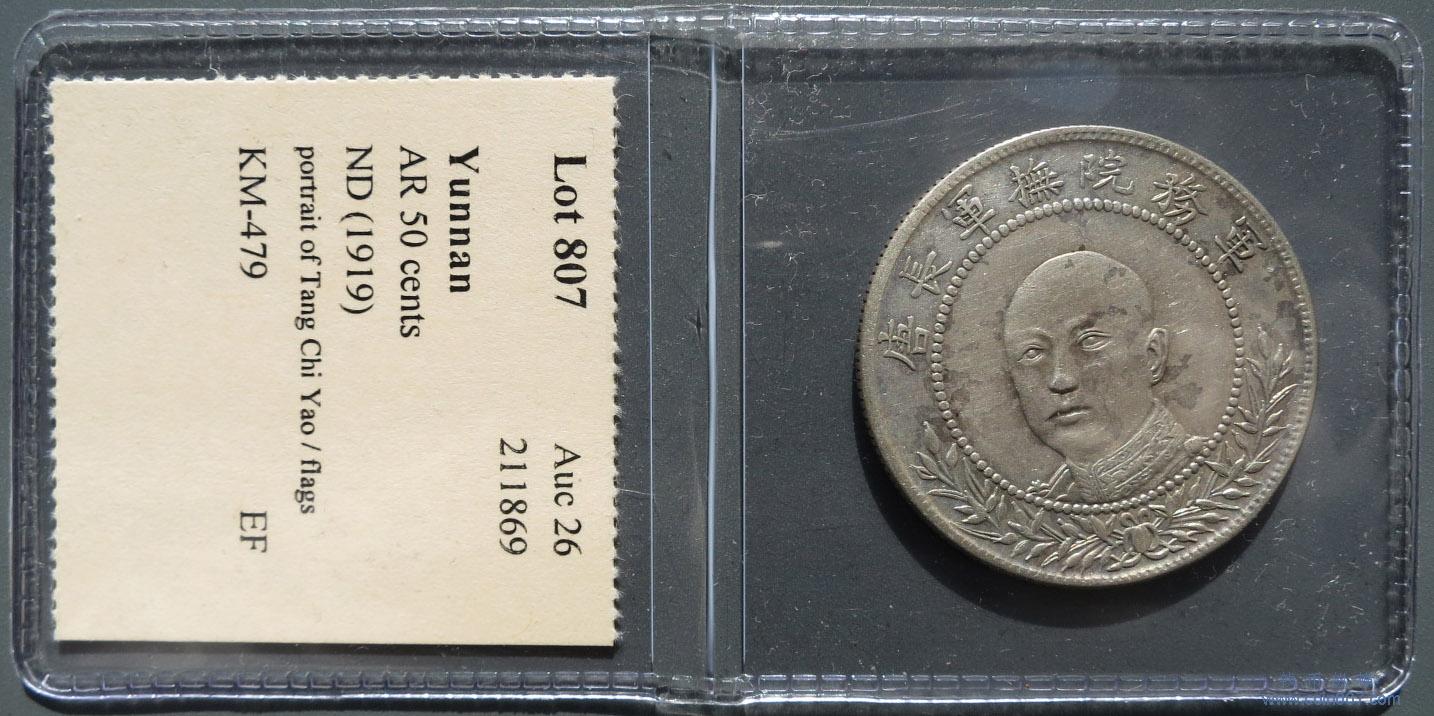 Lot 807 Auc 26
211869
Yunnan
AR 50 cents
ND (1919)
portrait of Tang Chi Yao / flags
KM-479 EF
軍務院撫軍長唐